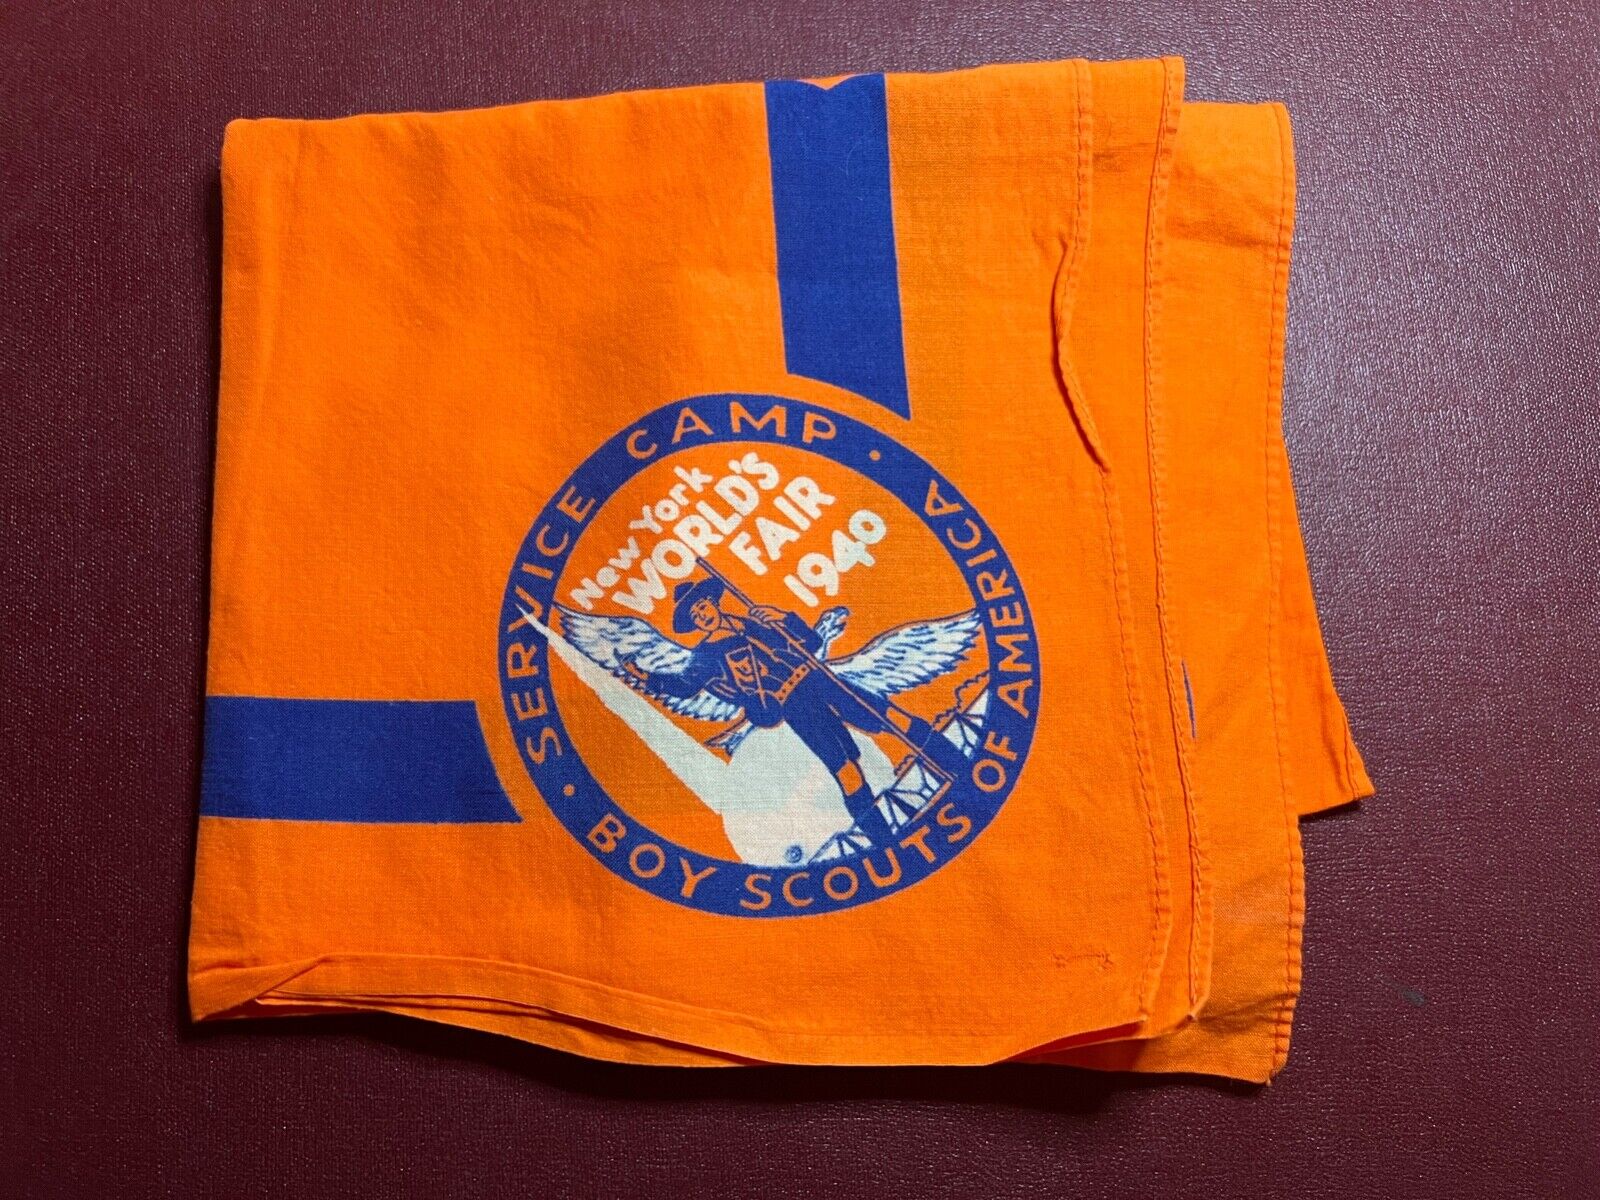 SERVICE CAMP ·
BOY SCOUTS OF AMERICA ·
New York
WORLD'S
FAIR
1940